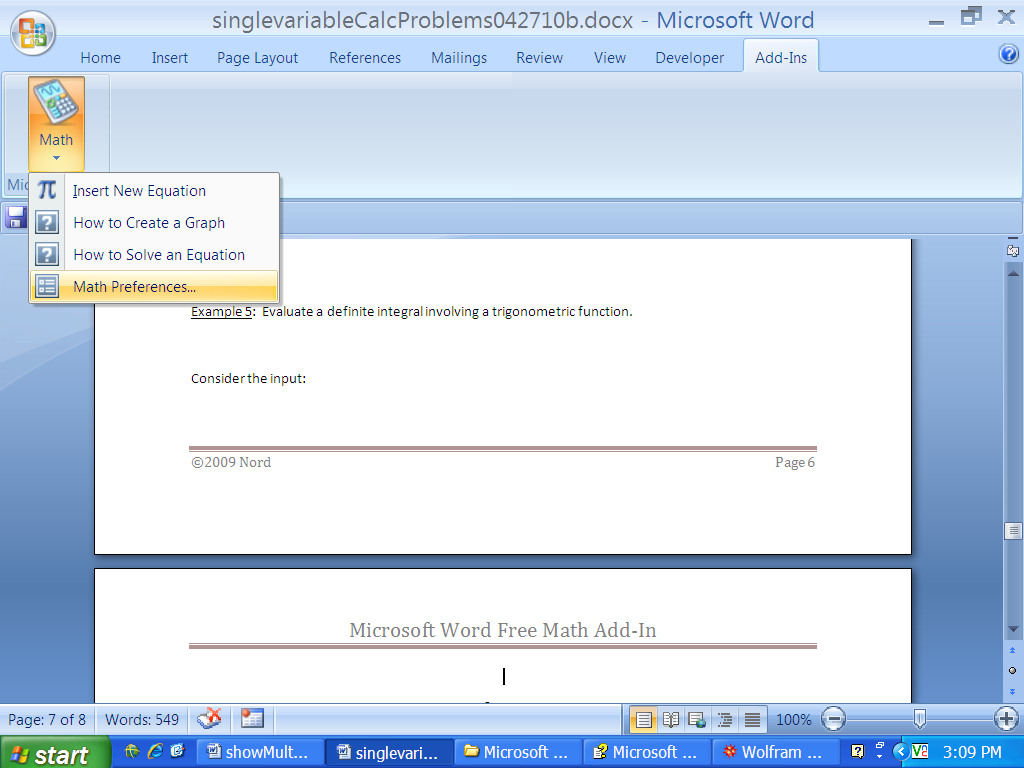 singlevariableCalcProblems042710b.docx - Microsoft Word
Home Insert Page Layout References Mailings Review View Developer Add-Ins
Math
Mic
π Insert New Equation
How to Create a Graph
How to Solve an Equation
Math Preferences...
Example 5: Evaluate a definite integral involving a trigonometric function.
Consider the input:
©2009 Nord Page 6
Microsoft Word Free Math Add-In
Page: 7 of 8 Words: 549 100%
start showMult... singlevari... Microsoft ... Microsoft ... Wolfram ... 3:09 PM